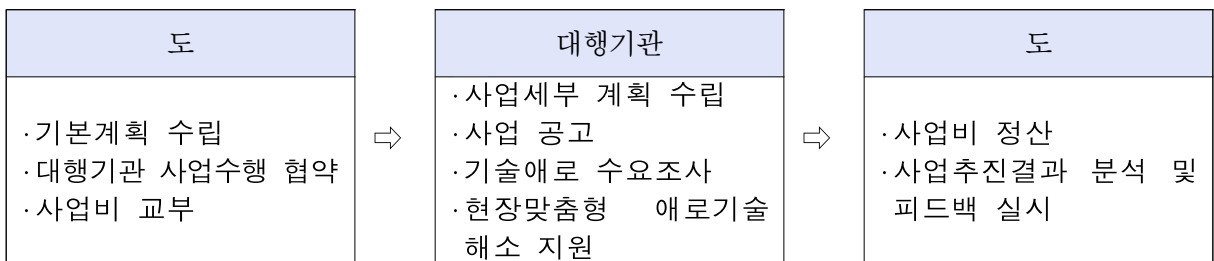 도
·기본계획 수립
·대행기관 사업수행 협약
·사업비 교부
⇨
대행기관
·사업세부 계획 수립
·사업 공고
·기술애로 수요조사
·현장맞춤형 애로기술
해소 지원
⇨
도
·사업비 정산
·사업추진결과 분석 및
피드백 실시